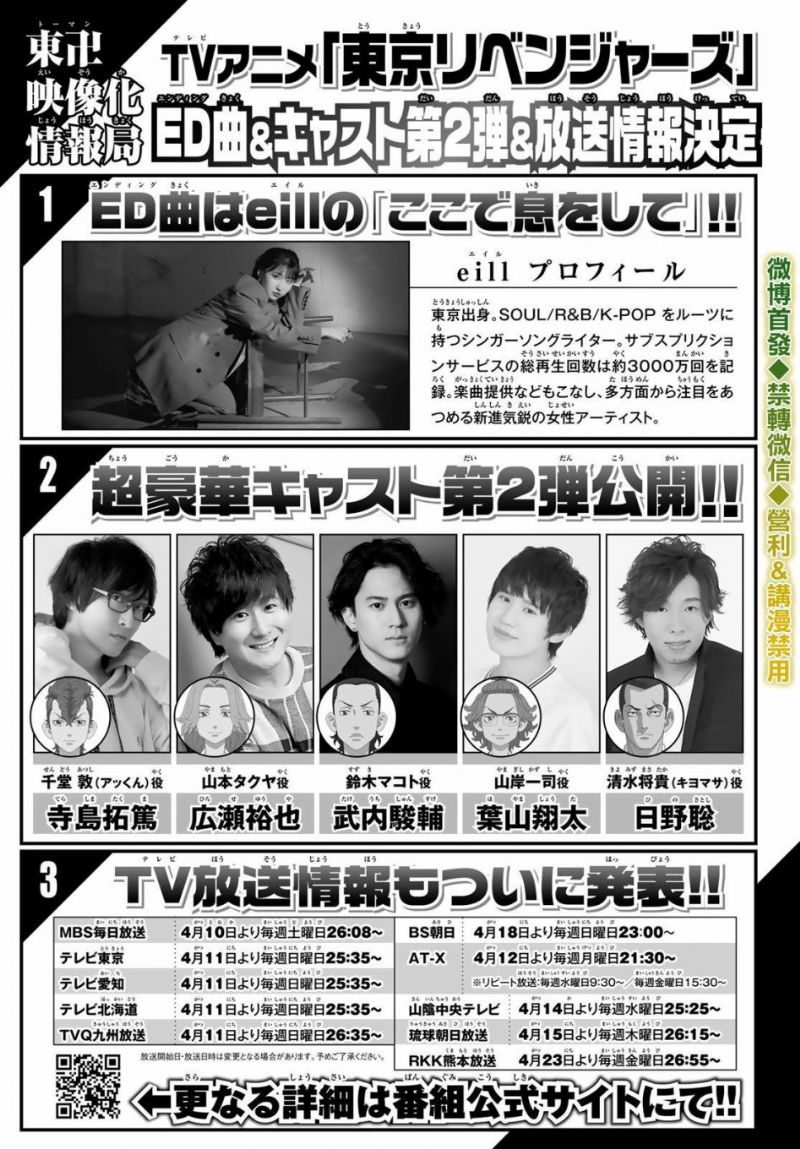 東卍
映像化
情報局
TVアニメ「東京リベンジャーズ」
ED曲&キャスト第2弾&放送情報決定
1
ED曲はeillの「ここで息をして」!!
eill プロフィール
東京出身。SOUL/R&B/K-POPをルーツに
持つシンガーソングライター。サブスプリクショ
ンサービスの総再生回数は約3000万回を記
録。楽曲提供などもこなし、多方面から注目をあ
つめる新進気鋭の女性アーティスト。
2
超豪華キャスト第2弾公開!!
千堂 敦(アッくん)役
寺島拓篤
山本タクヤ役
広瀬裕也
鈴木マコト役
武内駿輔
山岸一司役
葉山翔太
清水将貴(キヨマサ)役
日野聡
3
TV放送情報もついに発表!!
MBS毎日放送 4月10日より毎週土曜日26:08~
テレビ東京 4月11日より毎週日曜日25:35~
テレビ愛知 4月11日より毎週日曜日25:35~
テレビ北海道 4月11日より毎週日曜日25:35~
TVQ九州放送 4月11日より毎週日曜日26:35~
放送開始日・放送日時は変更となる場合があります。予めご了承ください。
BS朝日 4月18日より毎週日曜日23:00~
AT-X 4月12日より毎週月曜日21:30~
※リピート放送:毎週水曜日9:30~/毎週金曜日15:30~
山陰中央テレビ 4月14日より毎週水曜日25:25~
琉球朝日放送 4月15日より毎週木曜日26:15~
RKK熊本放送 4月23日より毎週金曜日26:55~
←更なる詳細は番組公式サイトにて!!
微博首發◆禁轉微信◆營利&講漫禁用